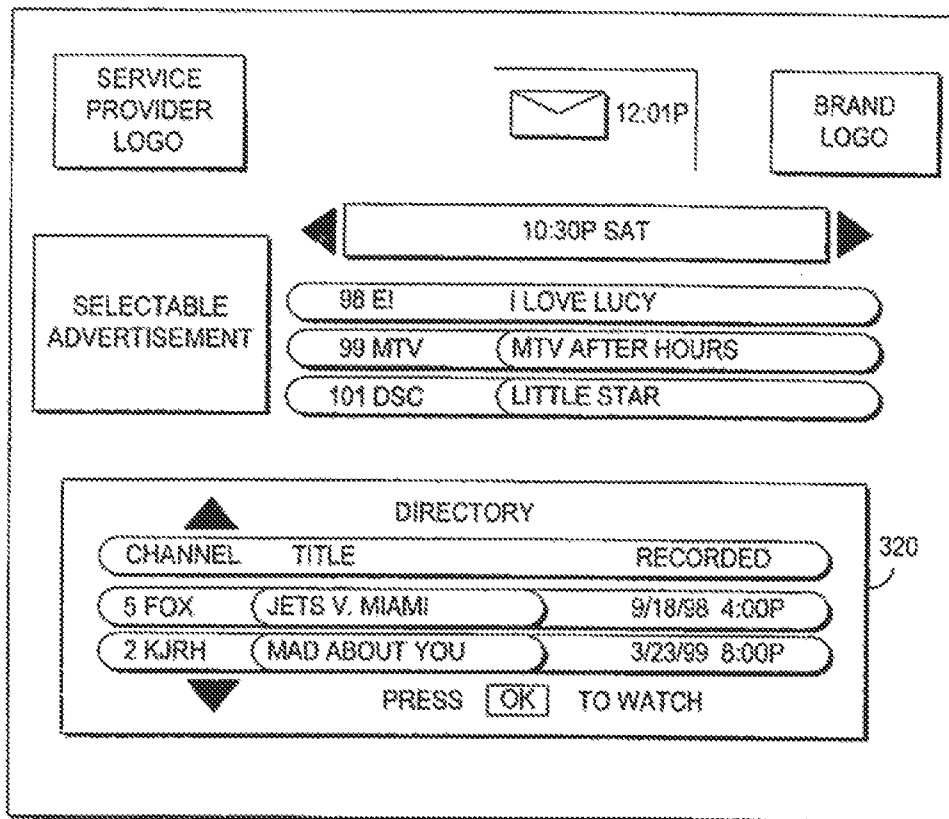 SERVICE
PROVIDER
LOGO
12:01P
BRAND
LOGO
10:30P SAT
SELECTABLE
ADVERTISEMENT
98 EI I LOVE LUCY
99 MTV MTV AFTER HOURS
101 DSC LITTLE STAR
DIRECTORY
CHANNEL TITLE RECORDED
5 FOX JETS V. MIAMI 9/18/98 4:00P
2 KJRH MAD ABOUT YOU 3/23/99 8:00P
PRESS OK TO WATCH
320